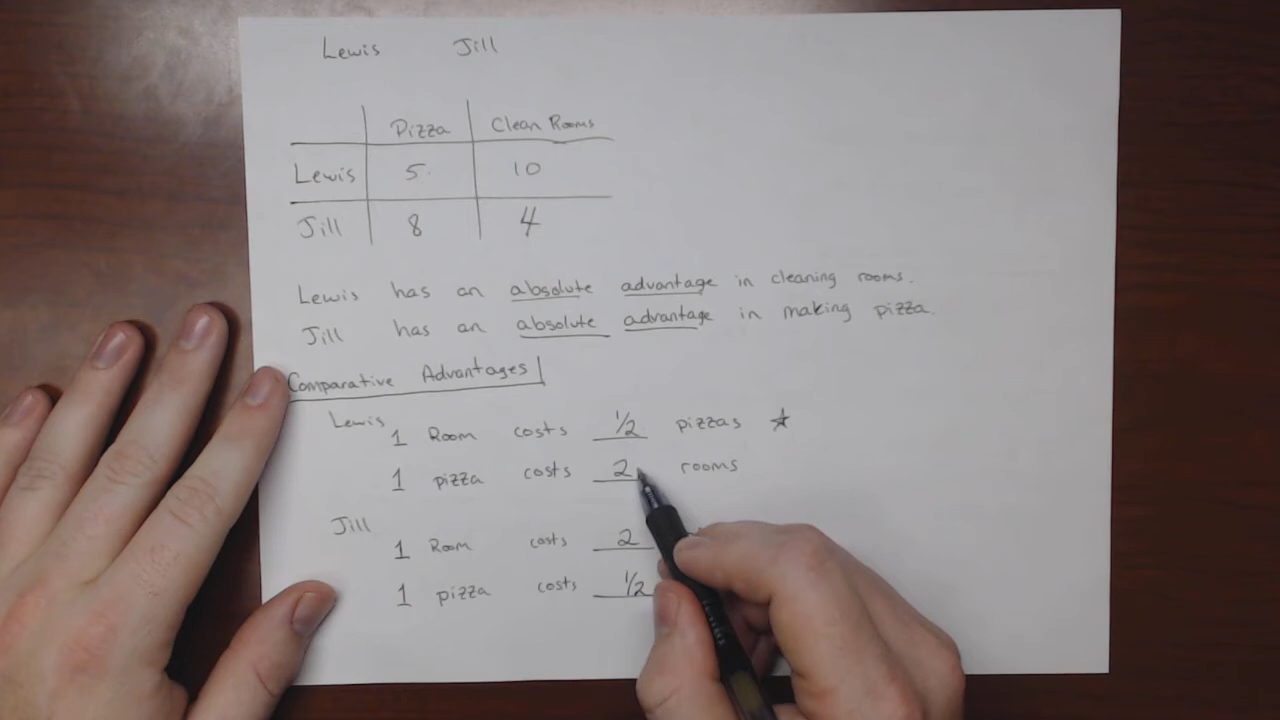 Lewis Jill
Pizza Clean Rooms
Lewis 5 10
Jill 8 4
Lewis has an absolute advantage in cleaning rooms.
Jill has an absolute advantage in making pizza.
Comparative Advantages
Lewis
1 Room costs 1/2 pizzas ☆
1 pizza costs 2 rooms
Jill
1 Room costs 2
1 pizza costs 1/2